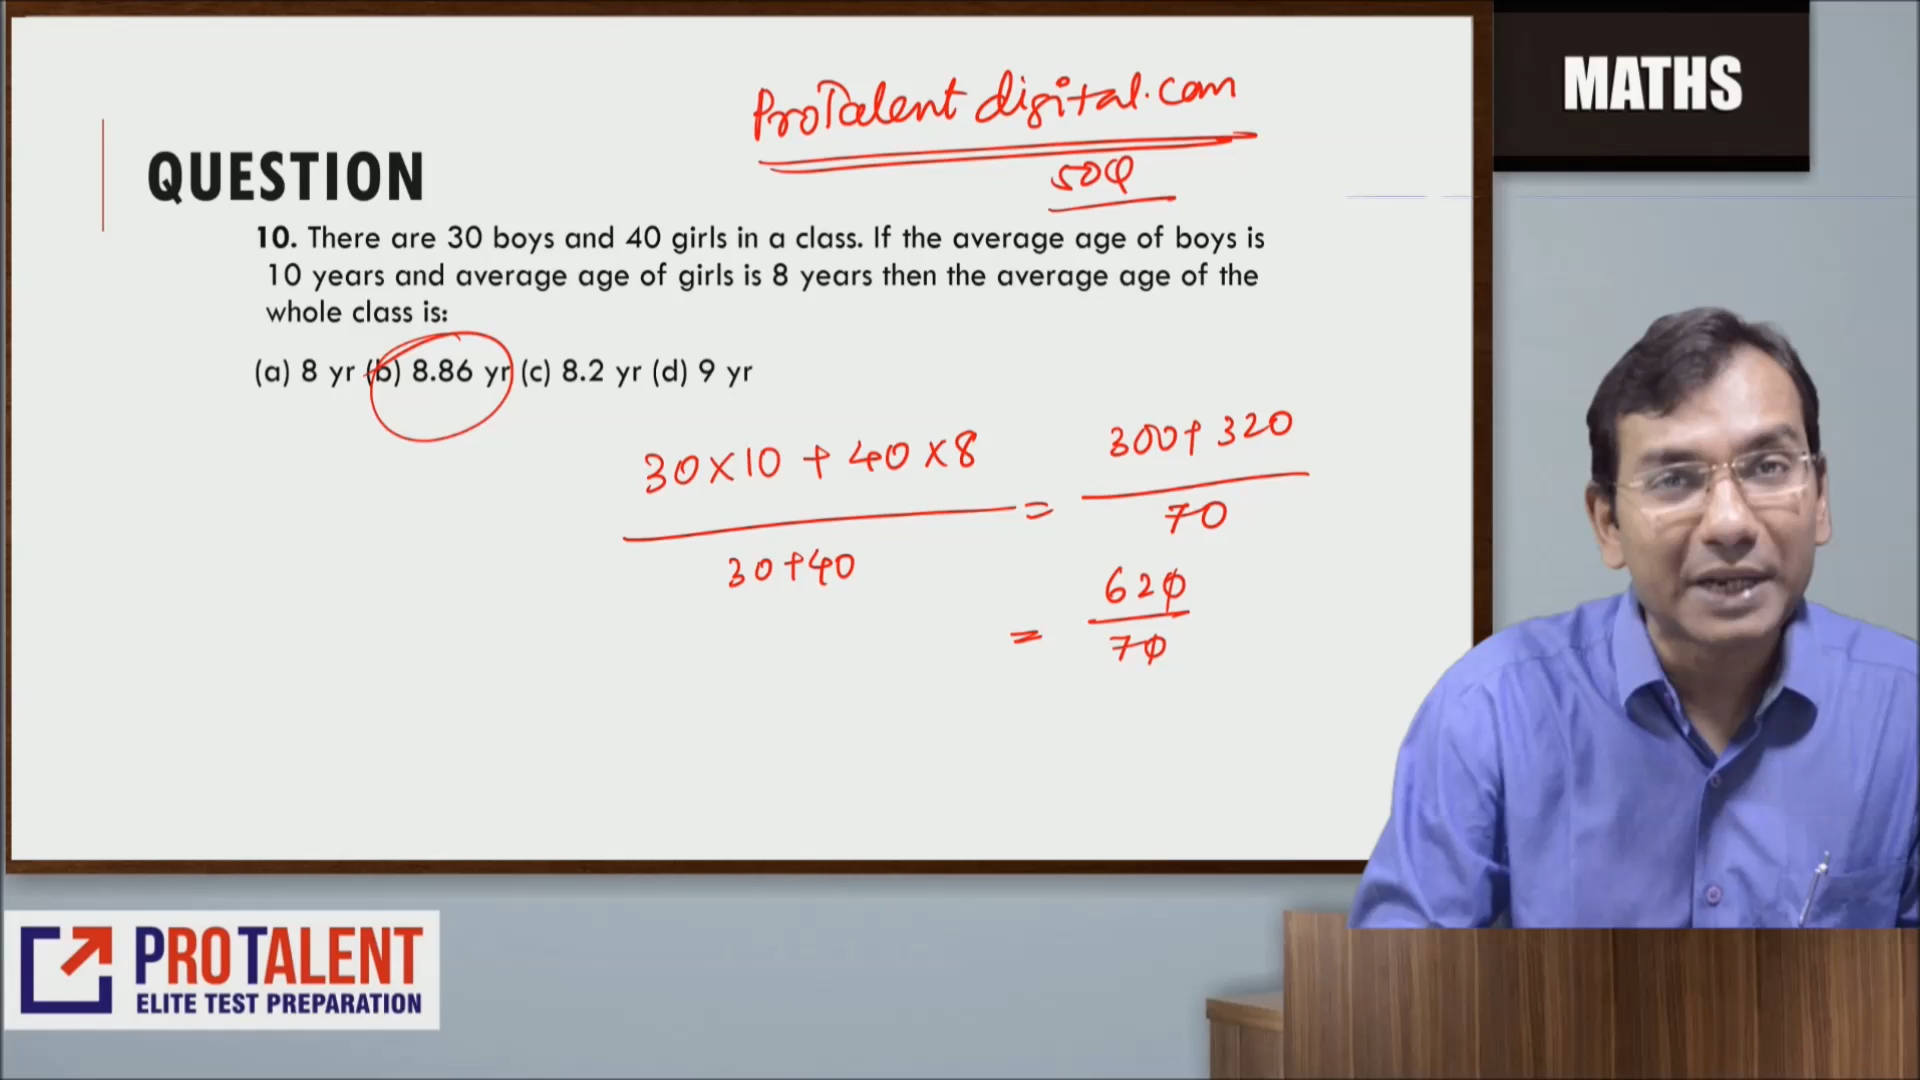 ProTalent digital.com
MATHS
QUESTION
50Q
10. There are 30 boys and 40 girls in a class. If the average age of boys is
10 years and average age of girls is 8 years then the average age of the
whole class is:
(a) 8 yr (b) 8.86 yr (c) 8.2 yr (d) 9 yr
30×10 + 40×8
30+40
=
300+320
70
=
620
70
PROTALENT
ELITE TEST PREPARATION